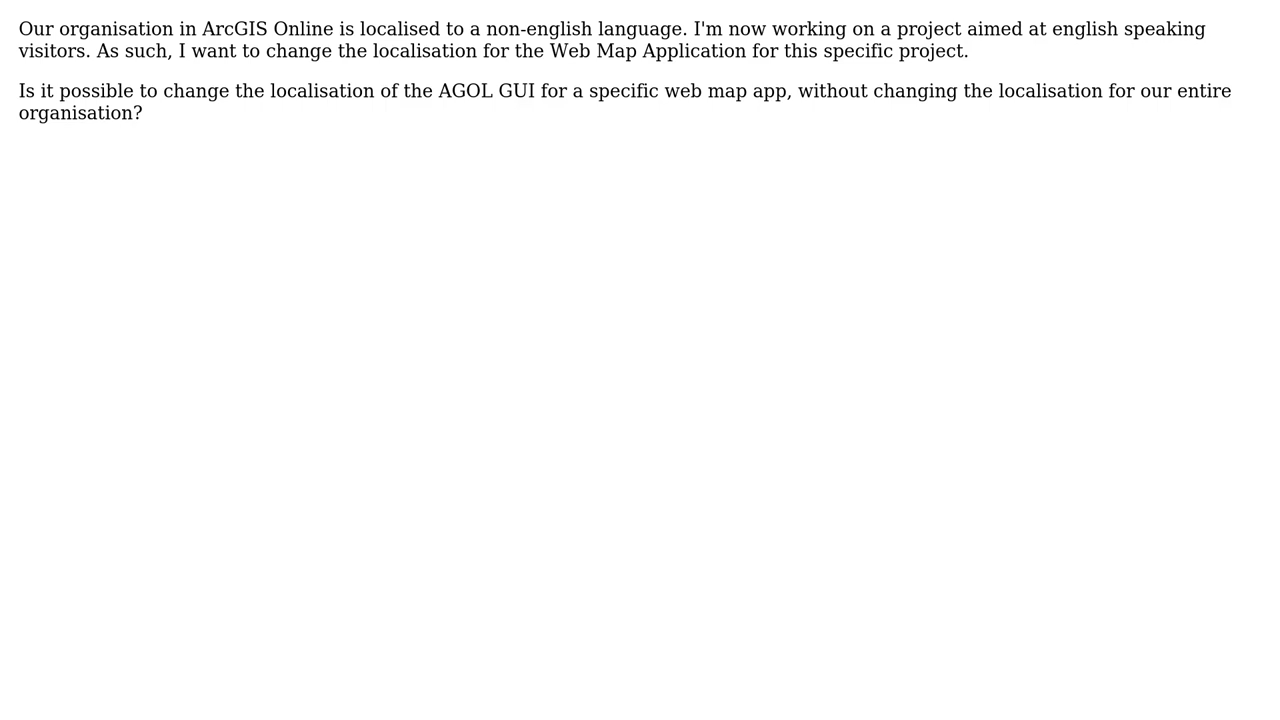 Our organisation in ArcGIS Online is localised to a non-english language. I'm now working on a project aimed at english speaking
visitors. As such, I want to change the localisation for the Web Map Application for this specific project.
Is it possible to change the localisation of the AGOL GUI for a specific web map app, without changing the localisation for our entire
organisation?